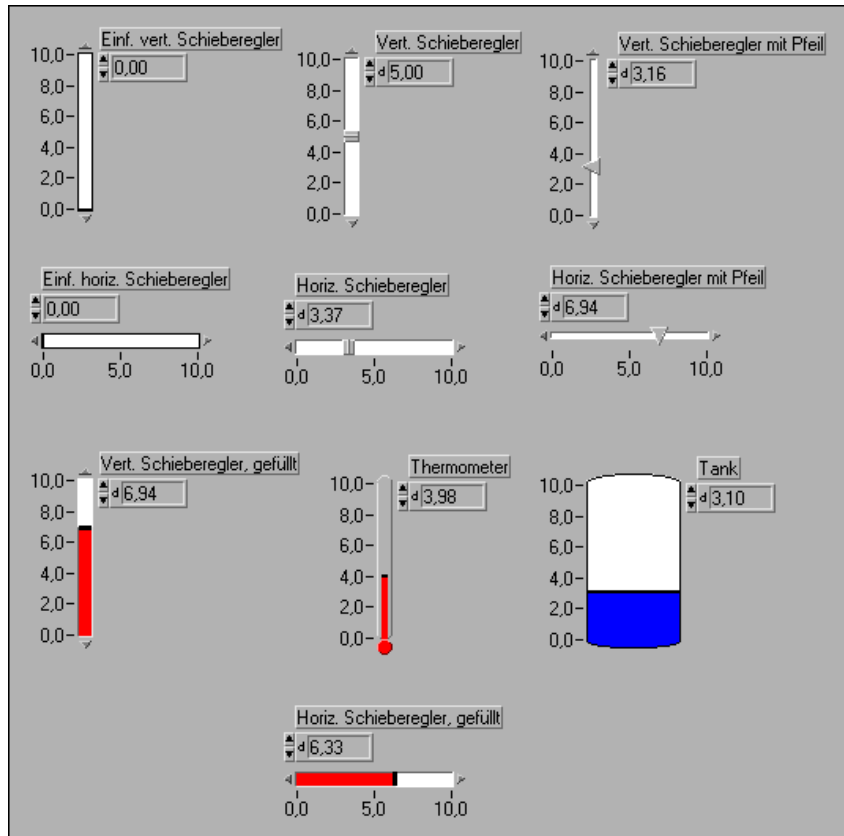 Einf. vert. Schieberegler
10,0
0,00
8,0
6,0
4,0
2,0
0,0
Vert. Schieberegler
10,0
d 5,00
8,0
6,0
4,0
2,0
0,0
Vert. Schieberegler mit Pfeil
10,0
d 3,16
8,0
6,0
4,0
2,0
0,0
Einf. horiz. Schieberegler
0,00
0,0 5,0 10,0
Horiz. Schieberegler
d 3,37
0,0 5,0 10,0
Horiz. Schieberegler mit Pfeil
d 6,94
0,0 5,0 10,0
Vert. Schieberegler, gefüllt
10,0
d 6,94
8,0
6,0
4,0
2,0
0,0
Thermometer
10,0
d 3,98
8,0
6,0
4,0
2,0
0,0
Tank
10,0
d 3,10
8,0
6,0
4,0
2,0
0,0
Horiz. Schieberegler, gefüllt
d 6,33
0,0 5,0 10,0